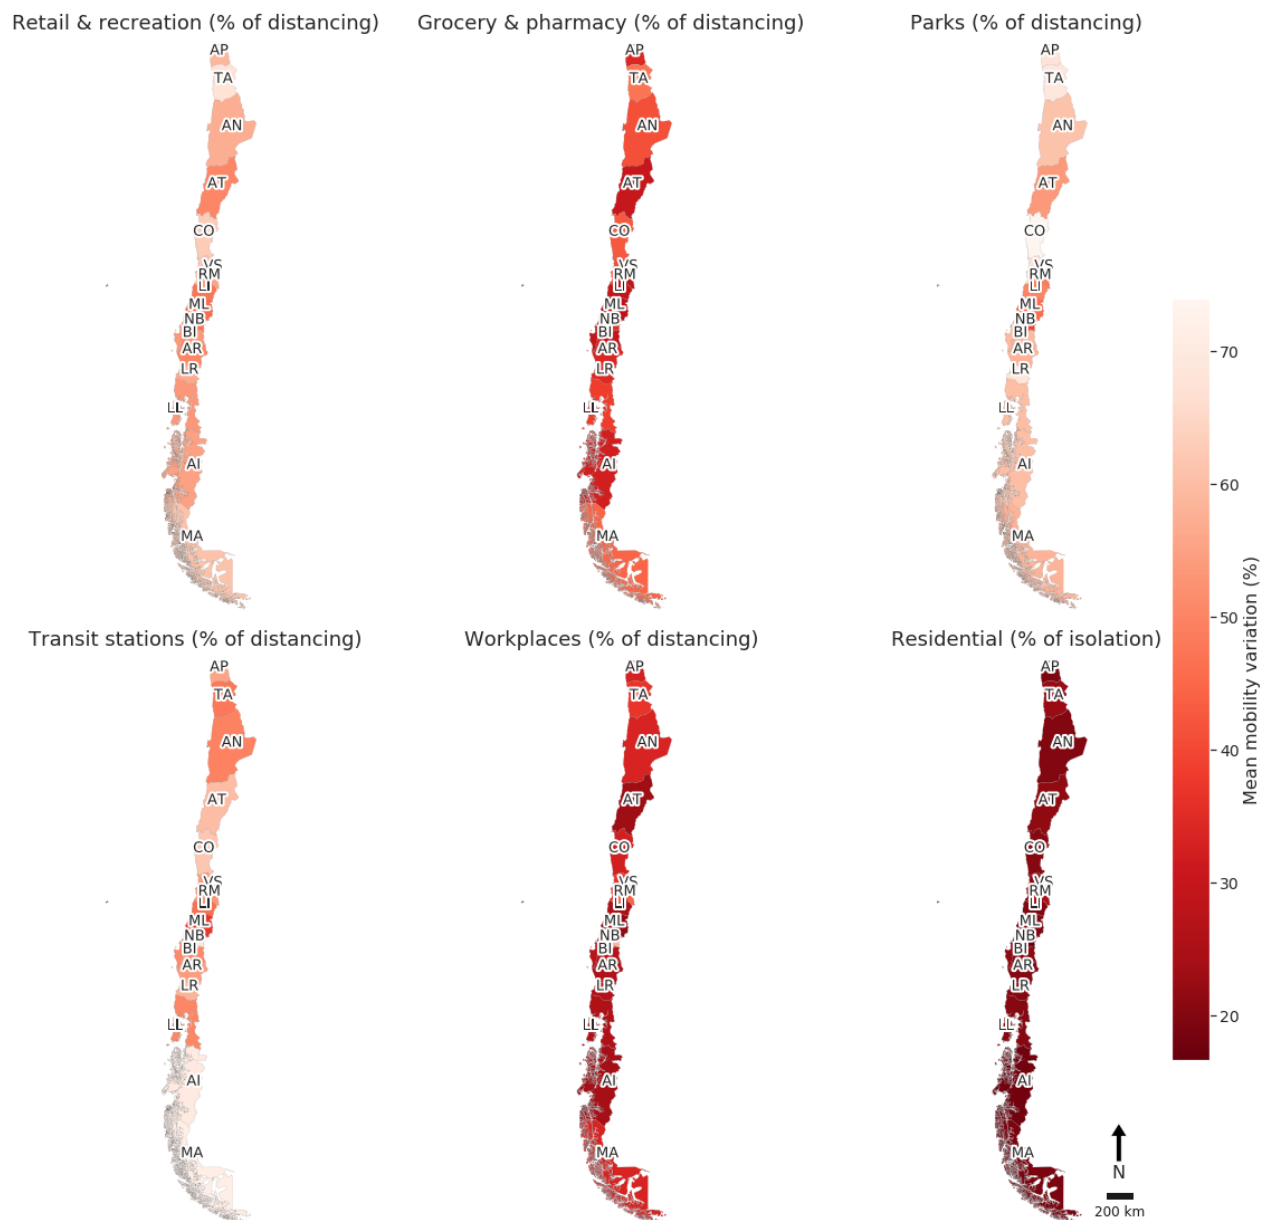 Retail & recreation (% of distancing)
Grocery & pharmacy (% of distancing)
Parks (% of distancing)
AP
TA
AN
AT
CO
VS
RM
LI
ML
NB
BI
AR
LR
LL
AI
MA
AP
TA
AN
AT
CO
VS
RM
LI
ML
NB
BI
AR
LR
LL
AI
MA
AP
TA
AN
AT
CO
VS
RM
LI
ML
NB
BI
AR
LR
LL
AI
MA
Transit stations (% of distancing)
Workplaces (% of distancing)
Residential (% of isolation)
AP
TA
AN
AT
CO
VS
RM
LI
ML
NB
BI
AR
LR
LL
AI
MA
AP
TA
AN
AT
CO
VS
RM
LI
ML
NB
BI
AR
LR
LL
AI
MA
AP
TA
AN
AT
CO
VS
RM
LI
ML
NB
BI
AR
LR
LL
AI
MA
70
60
50
40
30
20
Mean mobility variation (%)
N
200 km